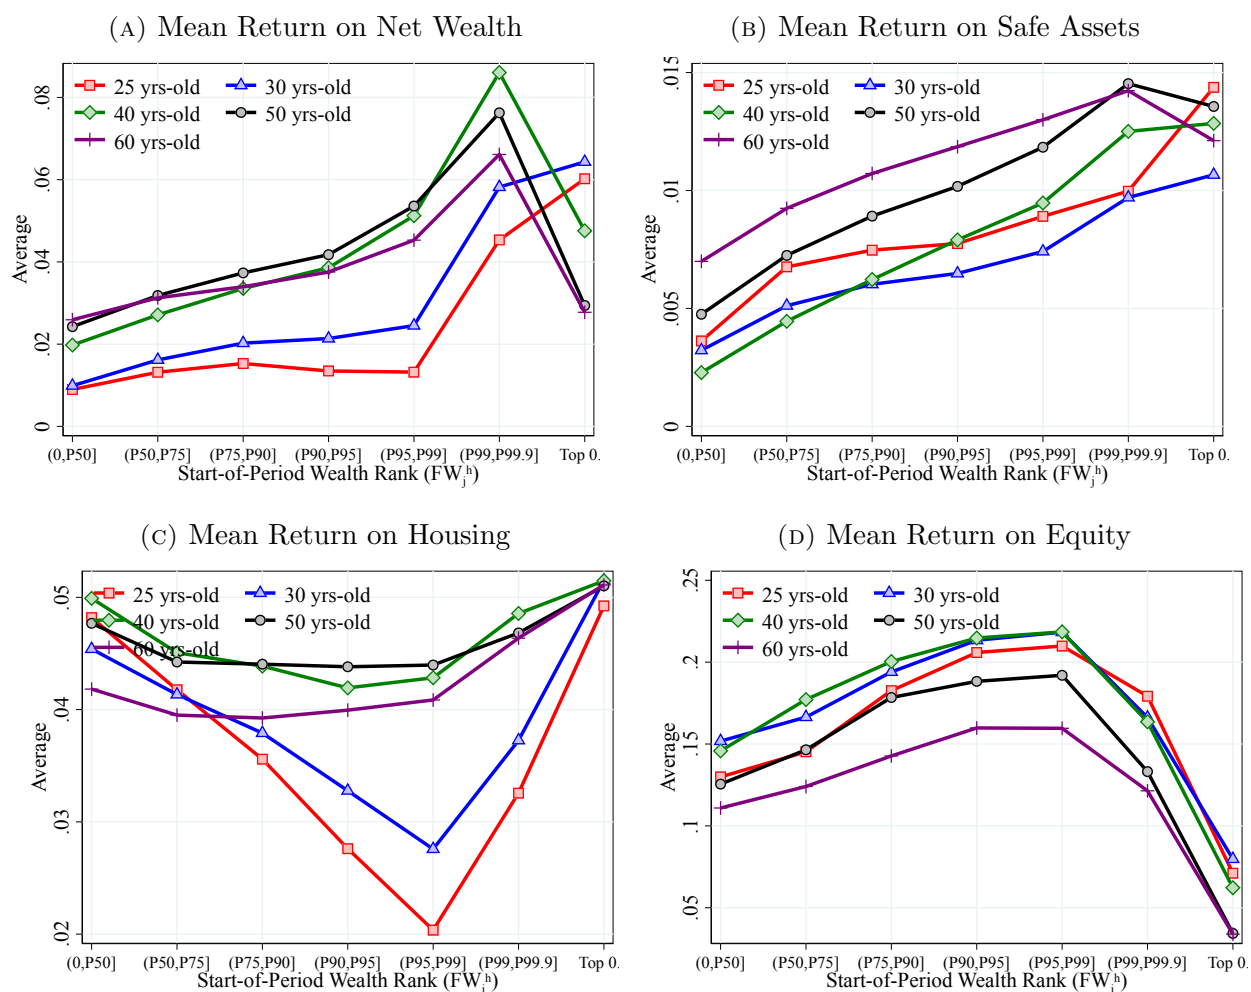 (A) Mean Return on Net Wealth
25 yrs-old 30 yrs-old
40 yrs-old 50 yrs-old
60 yrs-old
Average
.08
.06
.04
.02
0
(0,P50] (P50,P75] (P75,P90] (P90,P95] (P95,P99] (P99,P99.9] Top 0.
Start-of-Period Wealth Rank (FW_j^h)
(B) Mean Return on Safe Assets
25 yrs-old 30 yrs-old
40 yrs-old 50 yrs-old
60 yrs-old
Average
.015
.01
.005
0
(0,P50] (P50,P75] (P75,P90] (P90,P95] (P95,P99] (P99,P99.9] Top 0.
Start-of-Period Wealth Rank (FW_j^h)
(C) Mean Return on Housing
25 yrs-old 30 yrs-old
40 yrs-old 50 yrs-old
60 yrs-old
Average
.05
.04
.03
.02
(0,P50] (P50,P75] (P75,P90] (P90,P95] (P95,P99] (P99,P99.9] Top 0.
Start-of-Period Wealth Rank (FW_j^h)
(D) Mean Return on Equity
25 yrs-old 30 yrs-old
40 yrs-old 50 yrs-old
60 yrs-old
Average
.25
.2
.15
.1
.05
(0,P50] (P50,P75] (P75,P90] (P90,P95] (P95,P99] (P99,P99.9] Top 0.
Start-of-Period Wealth Rank (FW_j^h)